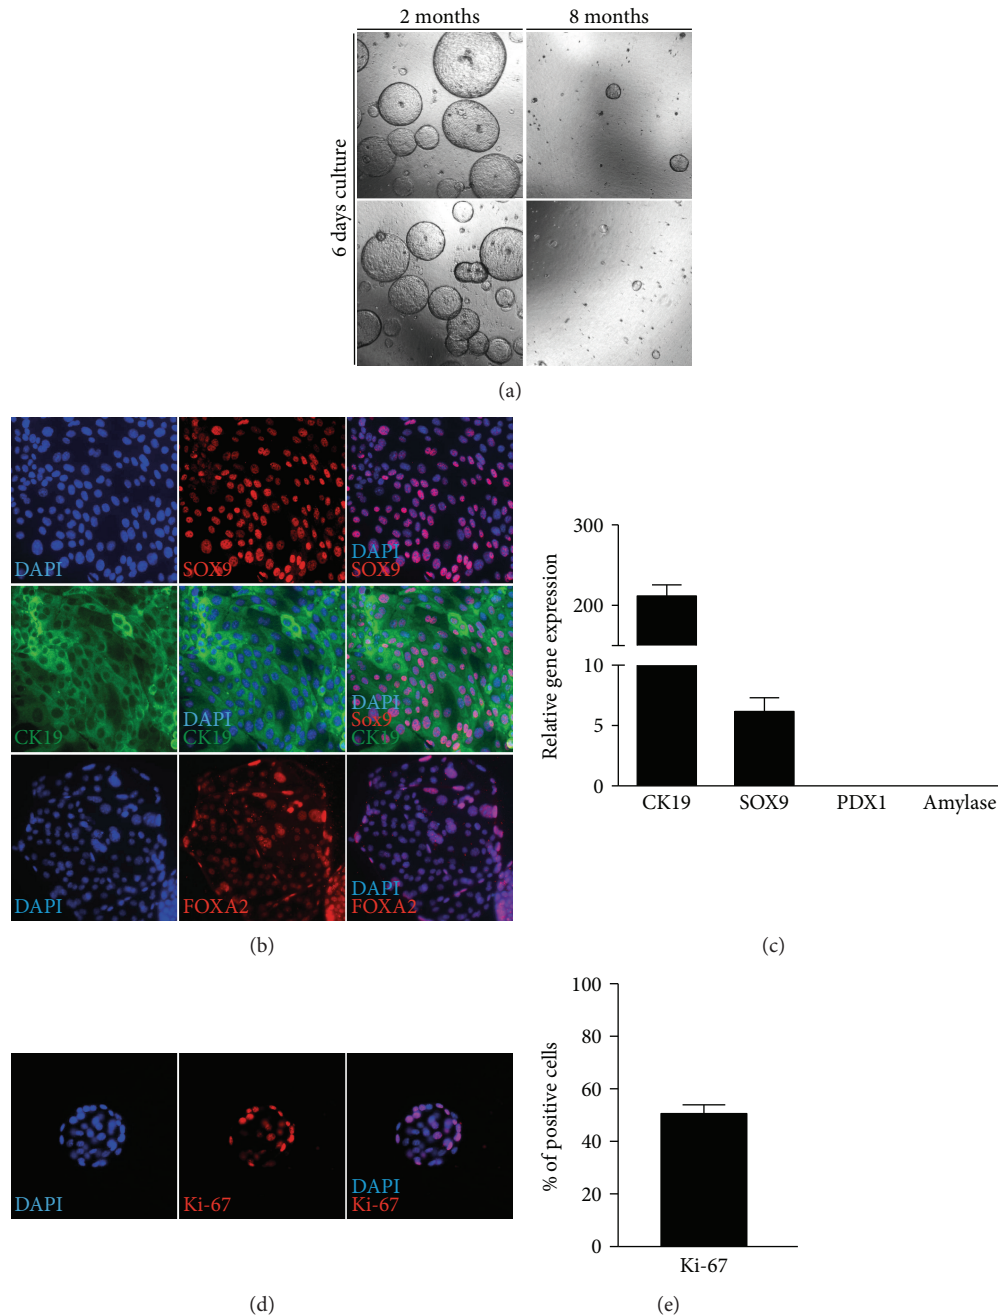 2 months
8 months
6 days culture
(a)
DAPI
SOX9
DAPI
SOX9
CK19
DAPI
CK19
DAPI
Sox9
CK19
DAPI
FOXA2
DAPI
FOXA2
(b)
Relative gene expression
300
200
10
5
0
CK19
SOX9
PDX1
Amylase
(c)
DAPI
Ki-67
DAPI
Ki-67
(d)
% of positive cells
100
80
60
40
20
0
Ki-67
(e)